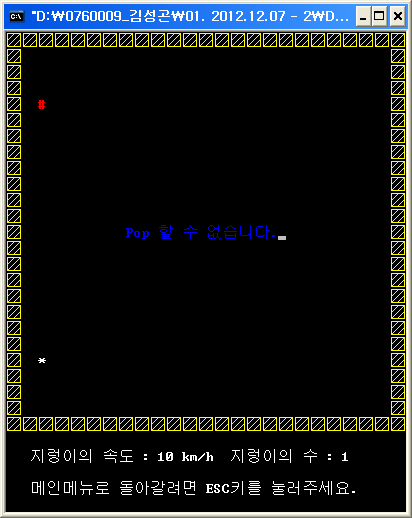 "D:₩0760009_김성곤₩01. 2012.12.07 - 2₩D...
8
Pop 할 수 없습니다.
*
지렁이의 속도 : 10 km/h 지렁이의 수 : 1
메인메뉴로 돌아갈려면 ESC키를 눌러주세요.